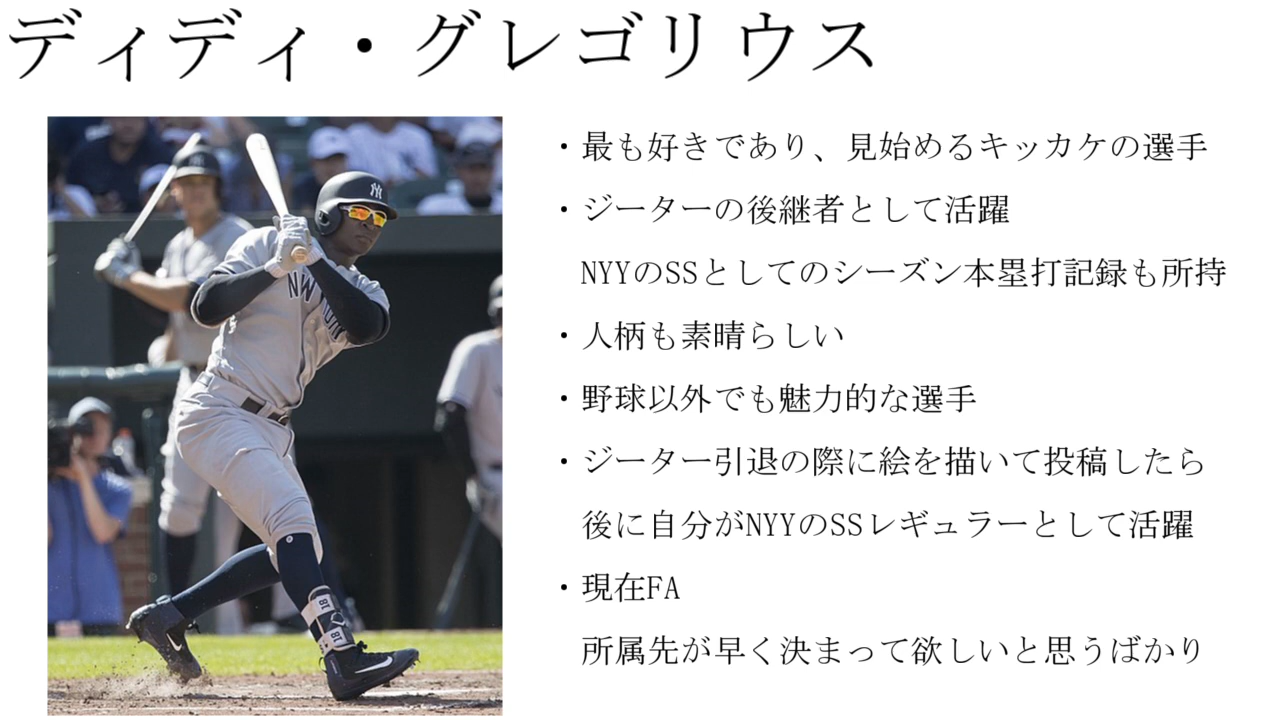 ディディ・グレゴリウス
・最も好きであり、見始めるキッカケの選手
・ジーターの後継者として活躍
NYYのSSとしてのシーズン本塁打記録も所持
・人柄も素晴らしい
・野球以外でも魅力的な選手
・ジーター引退の際に絵を描いて投稿したら
後に自分がNYYのSSレギュラーとして活躍
・現在FA
所属先が早く決まって欲しいと思うばかり
NY
NEW YORK
18
18